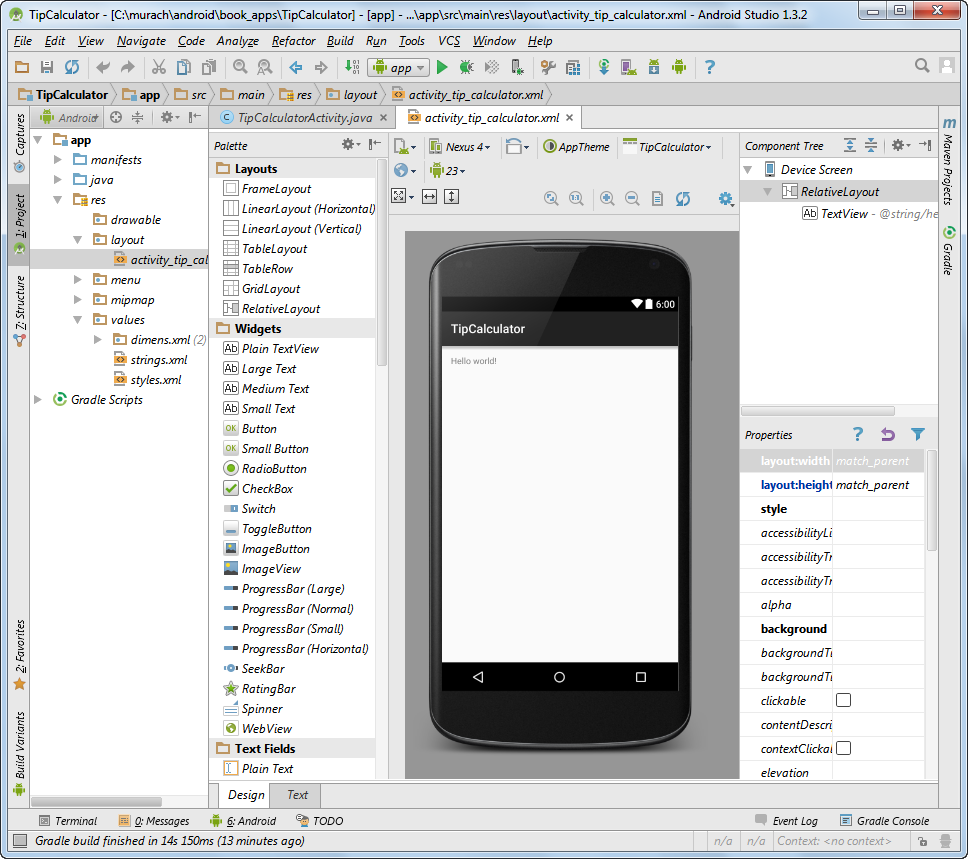 TipCalculator - [C:\murach\android\book_apps\TipCalculator] - [app] - ...\app\src\main\res\layout\activity_tip_calculator.xml - Android Studio 1.3.2
File Edit View Navigate Code Analyze Refactor Build Run Tools VCS Window Help
app
TipCalculator app src main res layout activity_tip_calculator.xml
Captures
1: Project
7: Structure
2: Favorites
Build Variants
Android
app
manifests
java
res
drawable
layout
activity_tip_cal
menu
mipmap
values
dimens.xml (2)
strings.xml
styles.xml
Gradle Scripts
TipCalculatorActivity.java
activity_tip_calculator.xml
Palette
Layouts
FrameLayout
LinearLayout (Horizontal)
LinearLayout (Vertical)
TableLayout
TableRow
GridLayout
RelativeLayout
Widgets
Ab Plain TextView
Ab Large Text
Ab Medium Text
Ab Small Text
OK Button
OK Small Button
RadioButton
CheckBox
Switch
ToggleButton
ImageButton
ImageView
ProgressBar (Large)
ProgressBar (Normal)
ProgressBar (Small)
ProgressBar (Horizontal)
SeekBar
RatingBar
Spinner
WebView
Text Fields
Plain Text
Nexus 4 AppTheme TipCalculator
23
6:00
TipCalculator
Hello world!
Design Text
Component Tree
Device Screen
RelativeLayout
Ab TextView - @string/he
Properties
layout:width match_parent
layout:height match_parent
style
accessibilityLi
accessibilityTr
accessibilityTr
alpha
background
backgroundTi
backgroundTi
clickable
contentDescri
contextClickal
elevation
m
Maven Projects
Gradle
Terminal 0: Messages 6: Android TODO Event Log Gradle Console
Gradle build finished in 14s 150ms (13 minutes ago) n/a n/a Context: <no context>